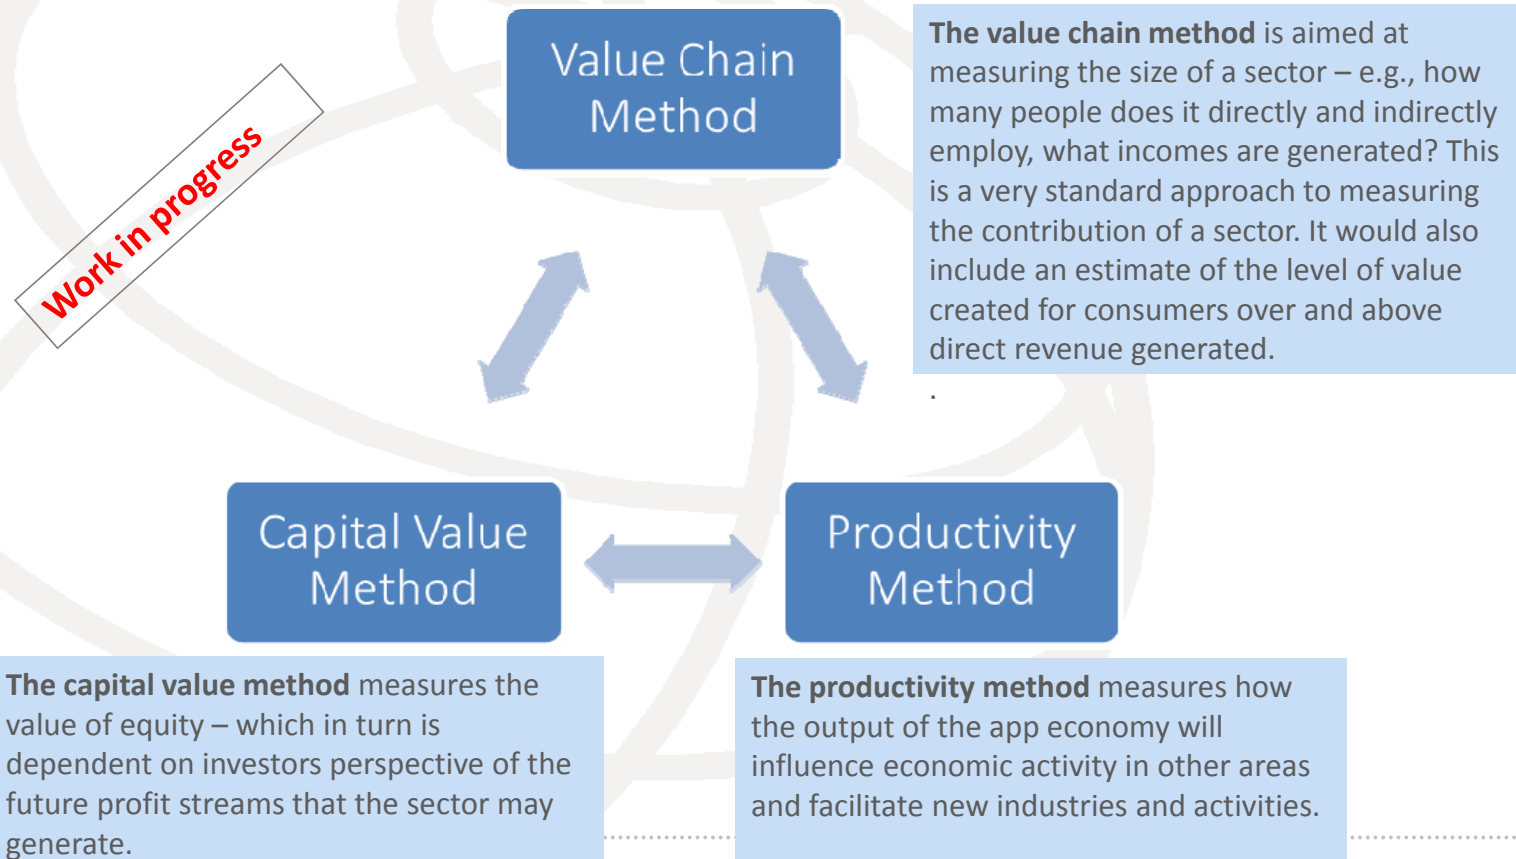 Value Chain
Method
The value chain method is aimed at
measuring the size of a sector – e.g., how
many people does it directly and indirectly
employ, what incomes are generated? This
is a very standard approach to measuring
the contribution of a sector. It would also
include an estimate of the level of value
created for consumers over and above
direct revenue generated.
.
Work in progress
Capital Value
Method
Productivity
Method
The capital value method measures the
value of equity – which in turn is
dependent on investors perspective of the
future profit streams that the sector may
generate.
The productivity method measures how
the output of the app economy will
influence economic activity in other areas
and facilitate new industries and activities.